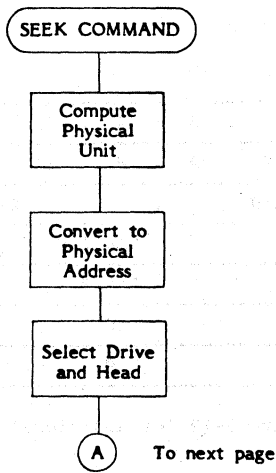 SEEK COMMAND
Compute
Physical
Unit
Convert to
Physical
Address
Select Drive
and Head
A To next page